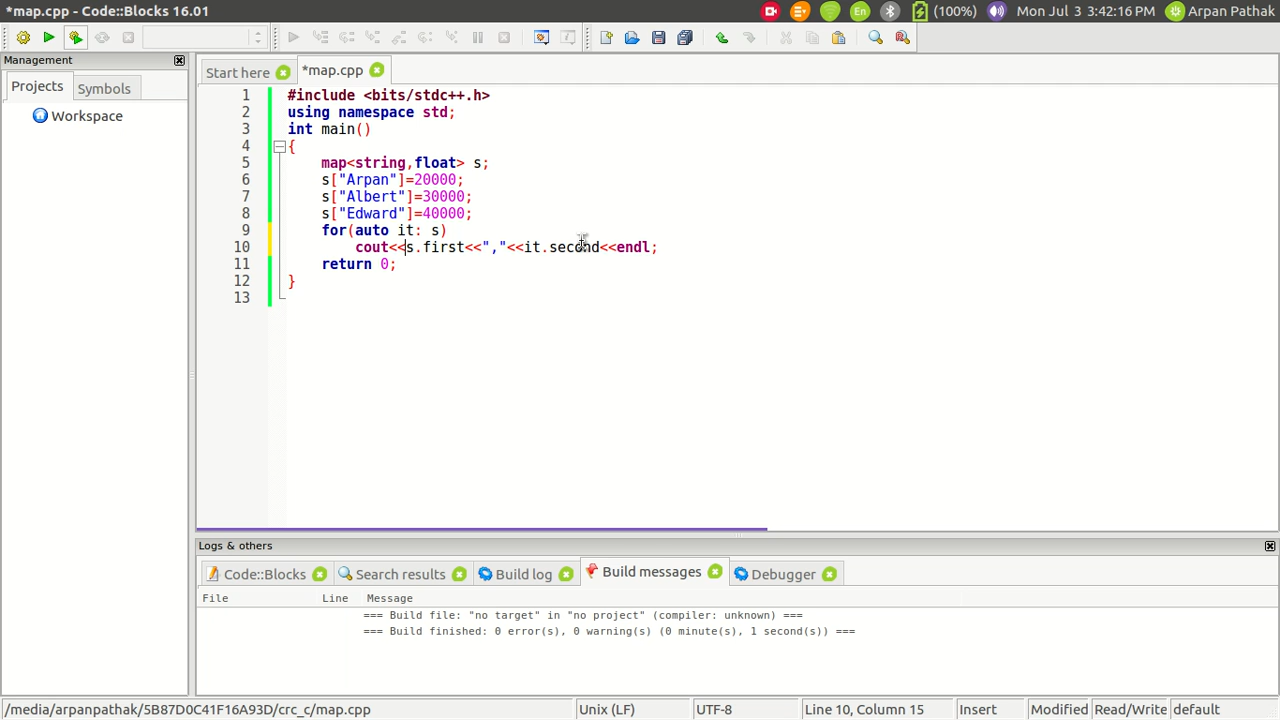 *map.cpp - Code::Blocks 16.01
En
(100%)
Mon Jul 3 3:42:16 PM
Arpan Pathak
Management
Start here
*map.cpp
Projects
Symbols
Workspace
1 #include <bits/stdc++.h>
2 using namespace std;
3 int main()
4 {
5 map<string,float> s;
6 s["Arpan"]=20000;
7 s["Albert"]=30000;
8 s["Edward"]=40000;
9 for(auto it: s)
10 cout<<s.first<<","<<it.second<<endl;
11 return 0;
12 }
13
Logs & others
Code::Blocks
Search results
Build log
Build messages
Debugger
File Line Message
=== Build file: "no target" in "no project" (compiler: unknown) ===
=== Build finished: 0 error(s), 0 warning(s) (0 minute(s), 1 second(s)) ===
/media/arpanpathak/5B87D0C41F16A93D/crc_c/map.cpp
Unix (LF)
UTF-8
Line 10, Column 15
Insert
Modified
Read/Write
default